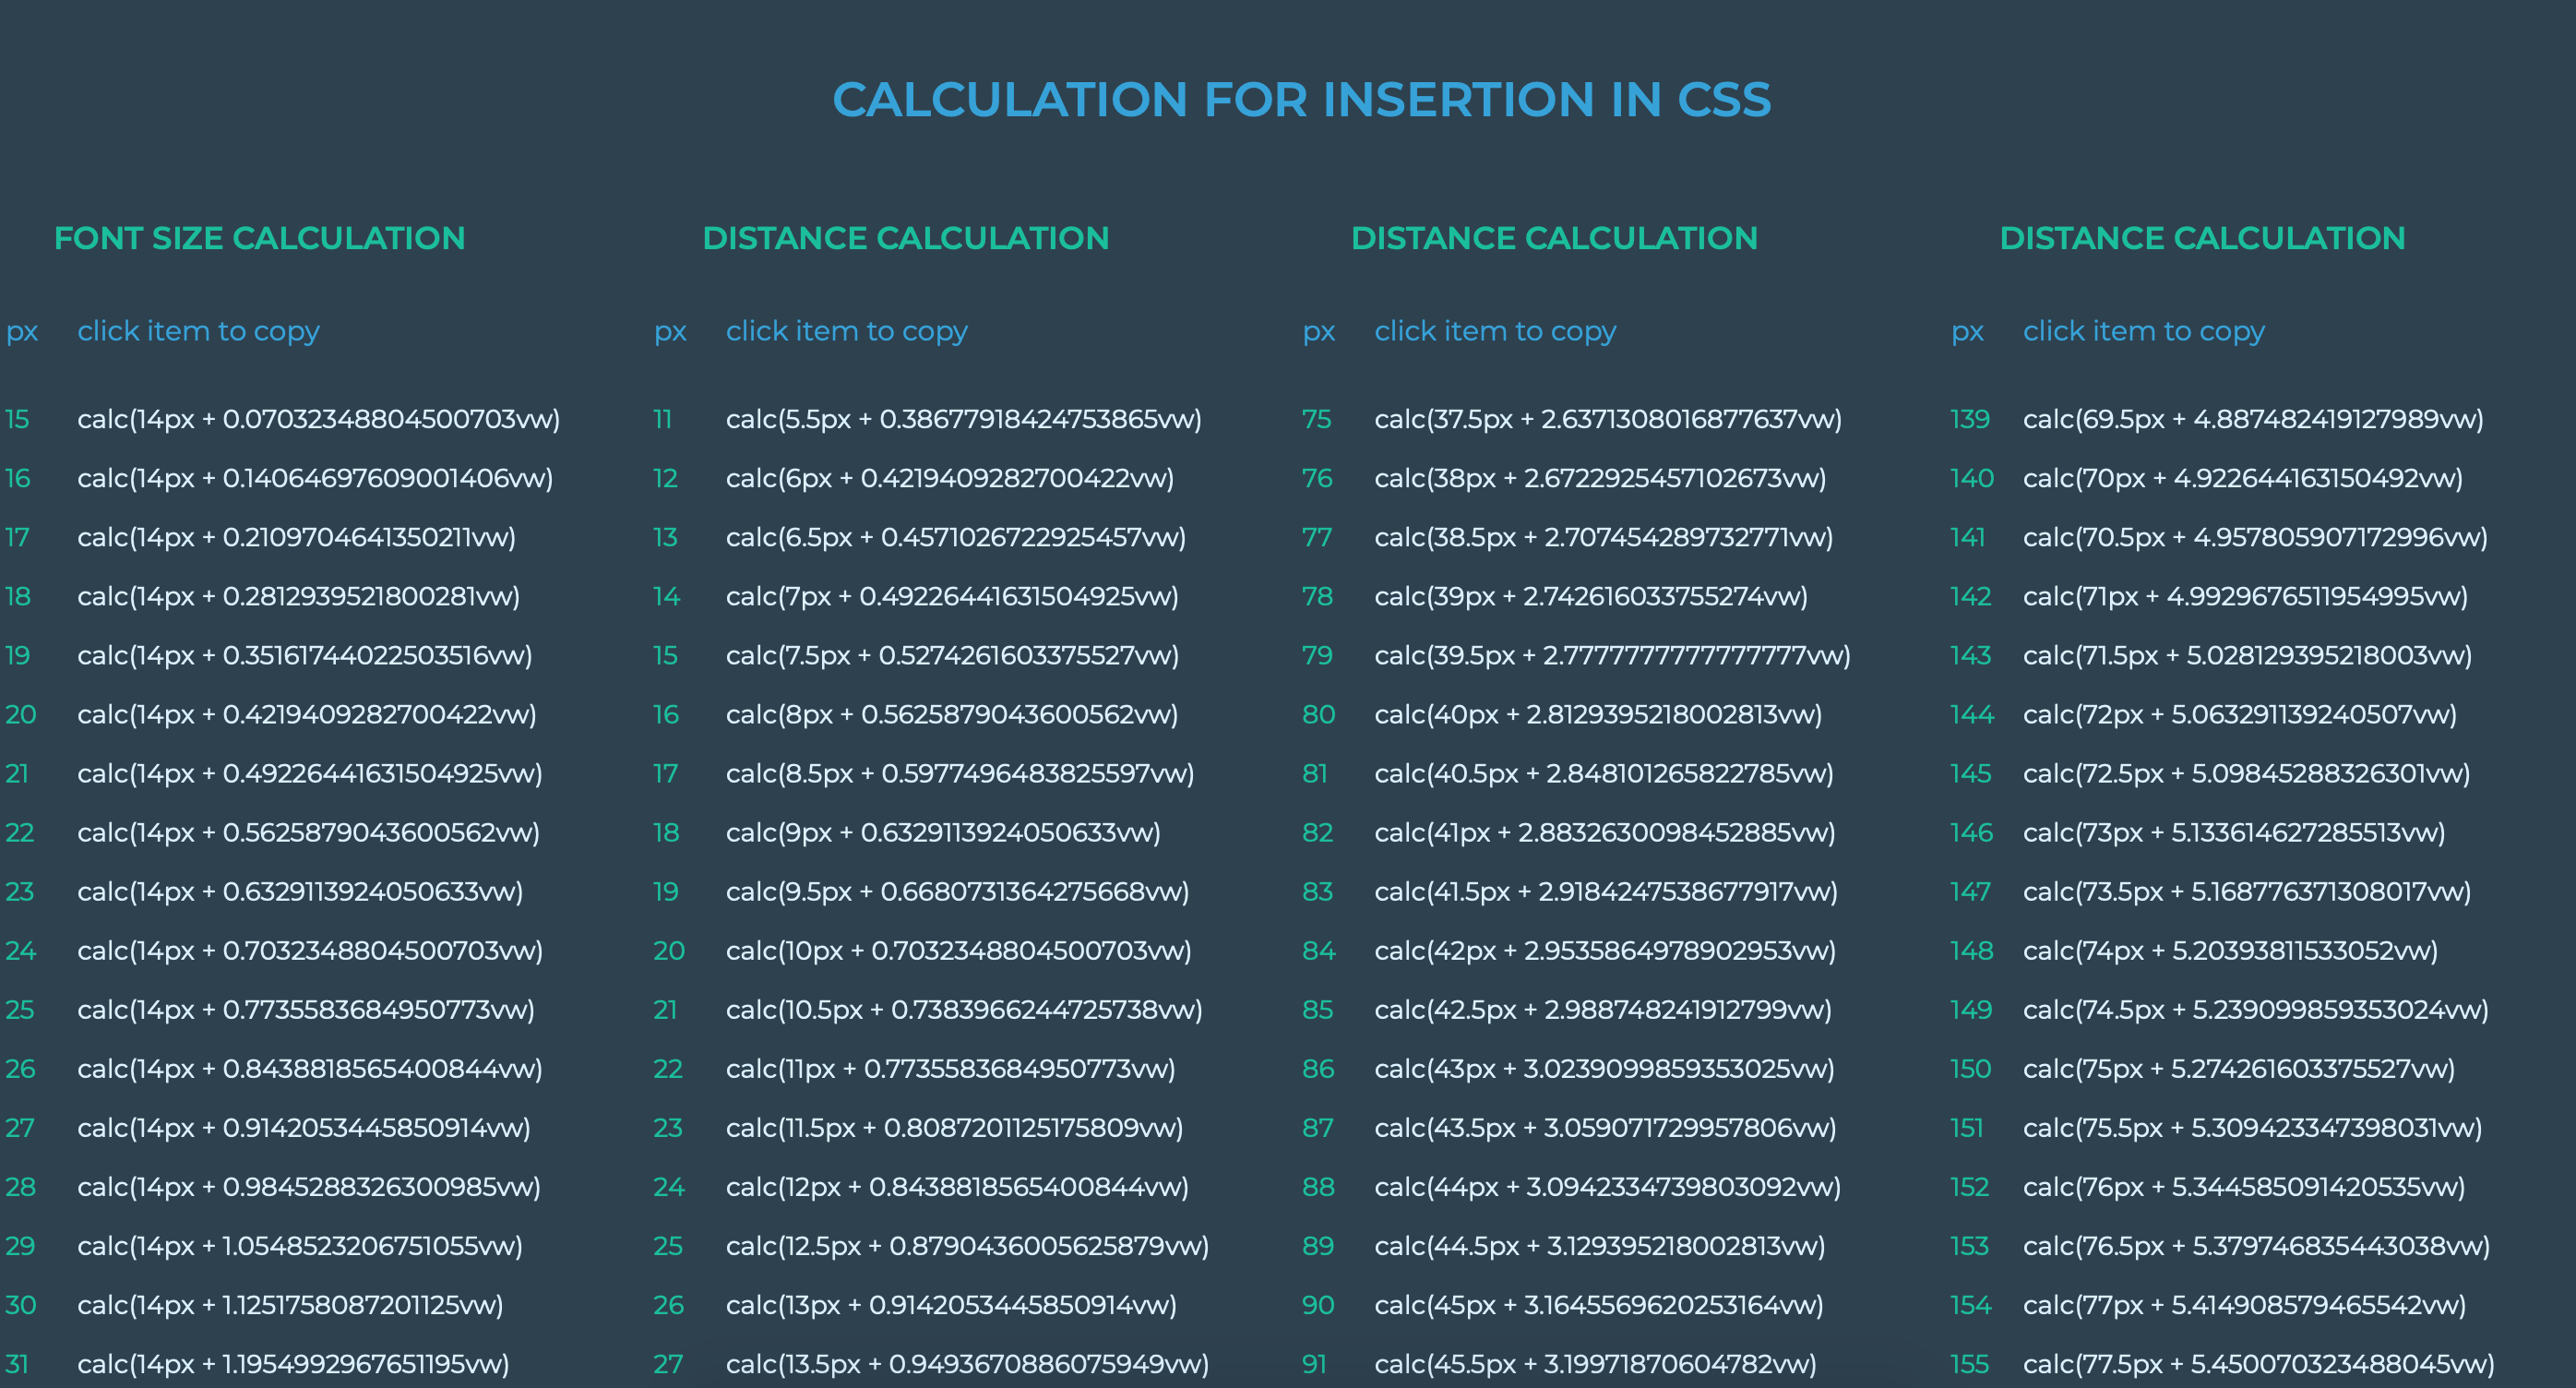 CALCULATION FOR INSERTION IN CSS
FONT SIZE CALCULATION
px click item to copy
15 calc(14px + 0.07032348804500703vw)
16 calc(14px + 0.14064697609001406vw)
17 calc(14px + 0.2109704641350211vw)
18 calc(14px + 0.2812939521800281vw)
19 calc(14px + 0.35161744022503516vw)
20 calc(14px + 0.4219409282700422vw)
21 calc(14px + 0.49226441631504925vw)
22 calc(14px + 0.5625879043600562vw)
23 calc(14px + 0.6329113924050633vw)
24 calc(14px + 0.7032348804500703vw)
25 calc(14px + 0.7735583684950773vw)
26 calc(14px + 0.8438818565400844vw)
27 calc(14px + 0.9142053445850914vw)
28 calc(14px + 0.9845288326300985vw)
29 calc(14px + 1.0548523206751055vw)
30 calc(14px + 1.1251758087201125vw)
31 calc(14px + 1.1954992967651195vw)
DISTANCE CALCULATION
px click item to copy
11 calc(5.5px + 0.38677918424753865vw)
12 calc(6px + 0.4219409282700422vw)
13 calc(6.5px + 0.4571026722925457vw)
14 calc(7px + 0.49226441631504925vw)
15 calc(7.5px + 0.5274261603375527vw)
16 calc(8px + 0.5625879043600562vw)
17 calc(8.5px + 0.5977496483825597vw)
18 calc(9px + 0.6329113924050633vw)
19 calc(9.5px + 0.6680731364275668vw)
20 calc(10px + 0.7032348804500703vw)
21 calc(10.5px + 0.7383966244725738vw)
22 calc(11px + 0.7735583684950773vw)
23 calc(11.5px + 0.8087201125175809vw)
24 calc(12px + 0.8438818565400844vw)
25 calc(12.5px + 0.8790436005625879vw)
26 calc(13px + 0.9142053445850914vw)
27 calc(13.5px + 0.9493670886075949vw)
DISTANCE CALCULATION
px click item to copy
75 calc(37.5px + 2.6371308016877637vw)
76 calc(38px + 2.6722925457102673vw)
77 calc(38.5px + 2.707454289732771vw)
78 calc(39px + 2.742616033755274vw)
79 calc(39.5px + 2.7777777777777777vw)
80 calc(40px + 2.8129395218002813vw)
81 calc(40.5px + 2.848101265822785vw)
82 calc(41px + 2.8832630098452885vw)
83 calc(41.5px + 2.9184247538677917vw)
84 calc(42px + 2.9535864978902953vw)
85 calc(42.5px + 2.988748241912799vw)
86 calc(43px + 3.0239099859353025vw)
87 calc(43.5px + 3.059071729957806vw)
88 calc(44px + 3.0942334739803092vw)
89 calc(44.5px + 3.129395218002813vw)
90 calc(45px + 3.1645569620253164vw)
91 calc(45.5px + 3.19971870604782vw)
DISTANCE CALCULATION
px click item to copy
139 calc(69.5px + 4.887482419127989vw)
140 calc(70px + 4.922644163150492vw)
141 calc(70.5px + 4.957805907172996vw)
142 calc(71px + 4.9929676511954995vw)
143 calc(71.5px + 5.028129395218003vw)
144 calc(72px + 5.063291139240507vw)
145 calc(72.5px + 5.09845288326301vw)
146 calc(73px + 5.133614627285513vw)
147 calc(73.5px + 5.168776371308017vw)
148 calc(74px + 5.20393811533052vw)
149 calc(74.5px + 5.239099859353024vw)
150 calc(75px + 5.274261603375527vw)
151 calc(75.5px + 5.309423347398031vw)
152 calc(76px + 5.344585091420535vw)
153 calc(76.5px + 5.379746835443038vw)
154 calc(77px + 5.414908579465542vw)
155 calc(77.5px + 5.450070323488045vw)